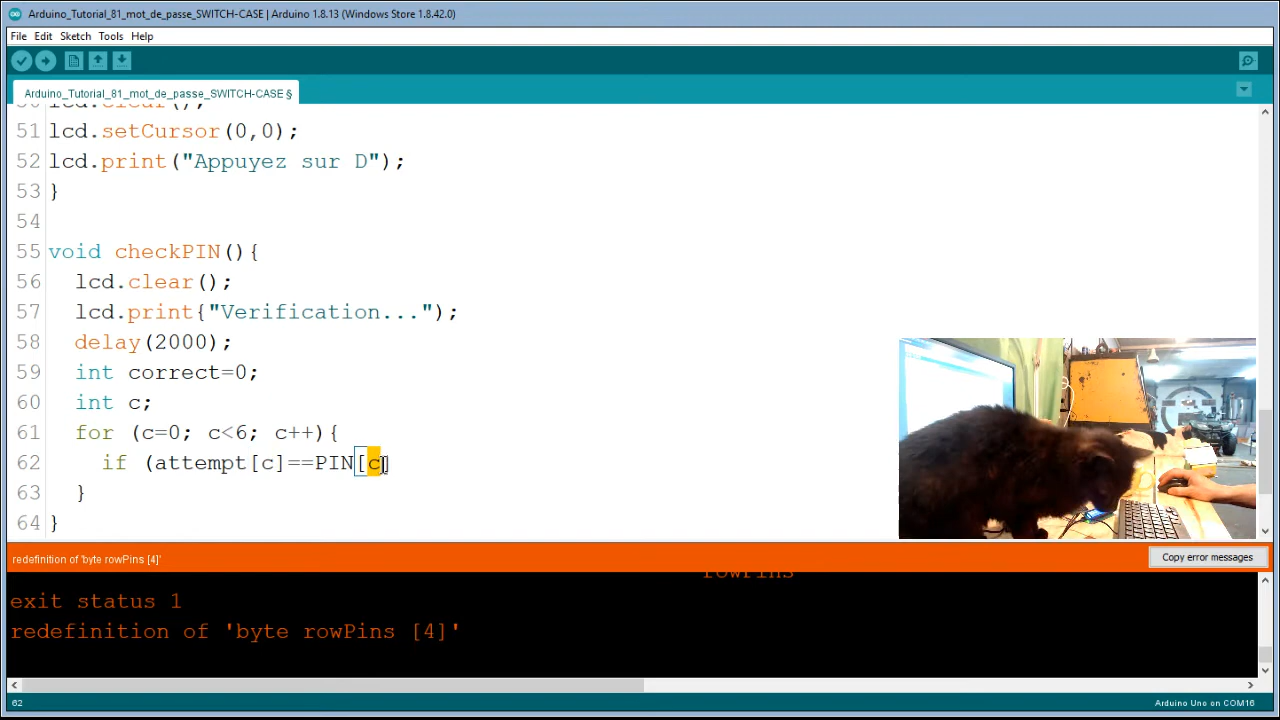 Arduino_Tutorial_81_mot_de_passe_SWITCH-CASE | Arduino 1.8.13 (Windows Store 1.8.42.0)
File Edit Sketch Tools Help
Arduino_Tutorial_81_mot_de_passe_SWITCH-CASE §
50 lcd.clear();
51 lcd.setCursor(0,0);
52 lcd.print("Appuyez sur D");
53 }
54
55 void checkPIN(){
56 lcd.clear();
57 lcd.print{"Verification...");
58 delay(2000);
59 int correct=0;
60 int c;
61 for (c=0; c<6; c++){
62 if (attempt[c]==PIN[c]
63 }
64 }
redefinition of 'byte rowPins [4]'
Copy error messages
rowPins
exit status 1
redefinition of 'byte rowPins [4]'
62
Arduino Uno on COM16